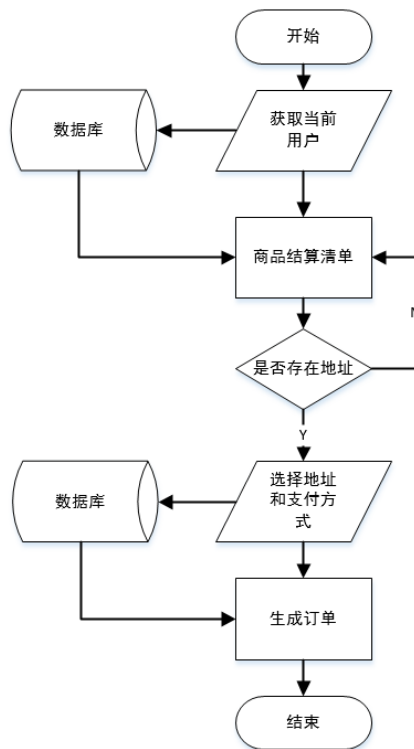 开始
数据库
获取当前
用户
商品结算清单
N
是否存在地址
Y
数据库
选择地址
和支付方
式
生成订单
结束